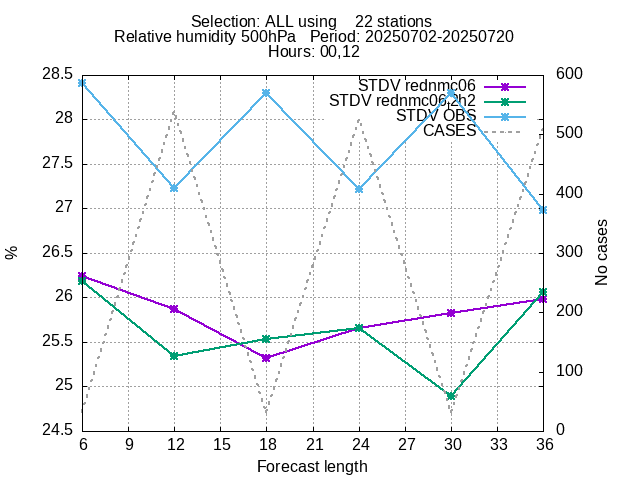 Selection: ALL using    22 stations
Relative humidity 500hPa   Period: 20250702-20250720
Hours: 00,12
28.5
28
27.5
27
26.5
26
25.5
25
24.5
%
STDV rednmc06
STDV rednmc06,2h2
STDV OBS
CASES
600
500
400
300
200
100
0
No cases
6 9 12 15 18 21 24 27 30 33 36
Forecast length